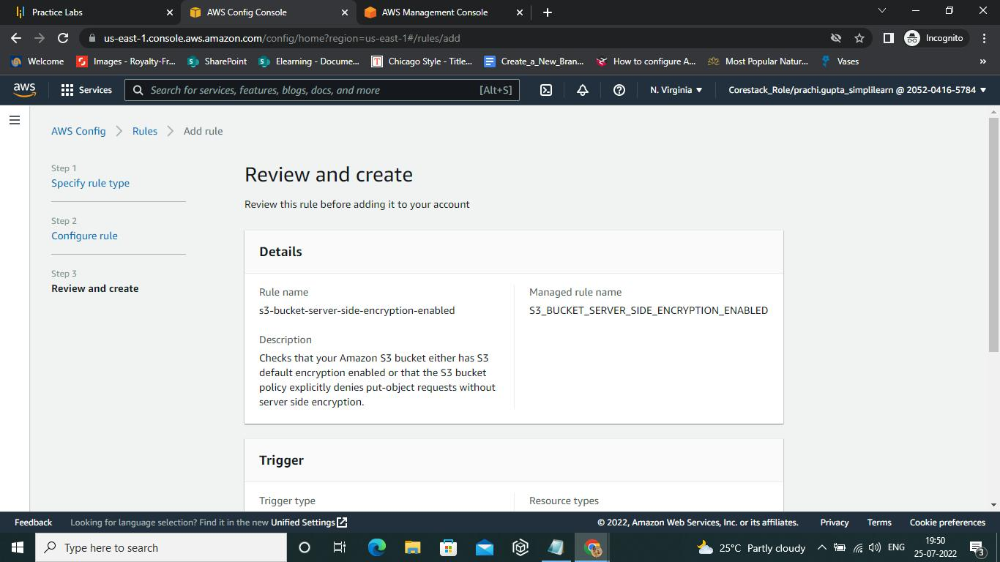 Practice Labs
AWS Config Console
AWS Management Console
us-east-1.console.aws.amazon.com/config/home?region=us-east-1#/rules/add
Incognito
Welcome
Images - Royalty-Fr...
SharePoint
Elearning - Docume...
T
Chicago Style - Title...
Create_a_New_Bran...
How to configure A...
Most Popular Natur...
Vases
»
aws
Services
Search for services, features, blogs, docs, and more
[Alt+S]
N. Virginia
Corestack_Role/prachi.gupta_simplilearn @ 2052-0416-5784
AWS Config
Rules
Add rule
Step 1
Specify rule type
Step 2
Configure rule
Step 3
Review and create
Review and create
Review this rule before adding it to your account
Details
Rule name
s3-bucket-server-side-encryption-enabled
Managed rule name
S3_BUCKET_SERVER_SIDE_ENCRYPTION_ENABLED
Description
Checks that your Amazon S3 bucket either has S3
default encryption enabled or that the S3 bucket
policy explicitly denies put-object requests without
server side encryption.
Trigger
Trigger type
Resource types
Feedback
Looking for language selection? Find it in the new Unified Settings
© 2022, Amazon Web Services, Inc. or its affiliates.
Privacy
Terms
Cookie preferences
Type here to search
25°C Partly cloudy
ENG
19:50
25-07-2022
3